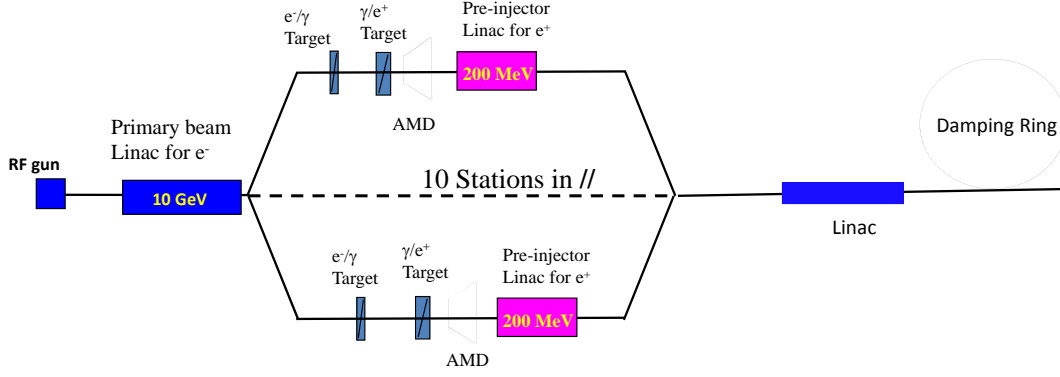 e-/γ
Target
γ/e+
Target
Pre-injector
Linac for e+
200 MeV
AMD
Primary beam
Linac for e-
RF gun
10 GeV
10 Stations in //
Damping Ring
Linac
e-/γ
Target
γ/e+
Target
Pre-injector
Linac for e+
200 MeV
AMD